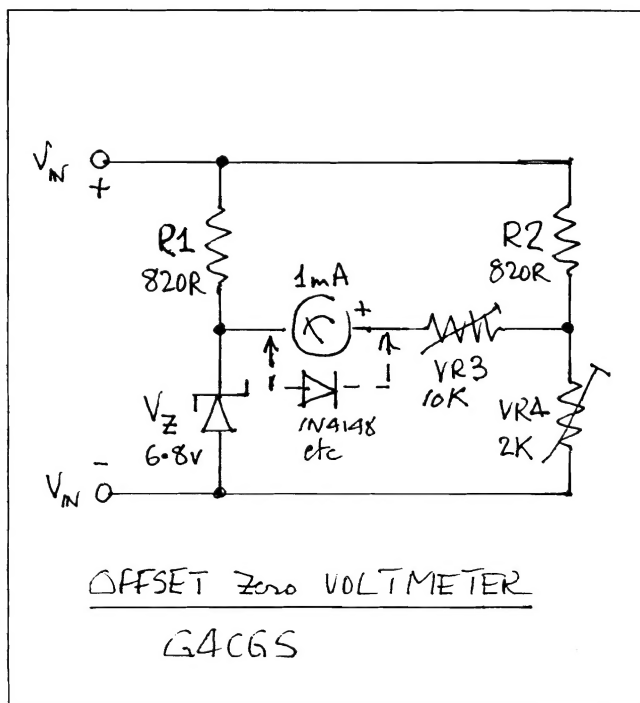 VIN
+
R1
820R
R2
820R
1mA
+
VR3
10K
VZ
6.8v
1N4148
etc
VR4
2K
VIN
-
OFFSET Zero VOLTMETER
G4CGS